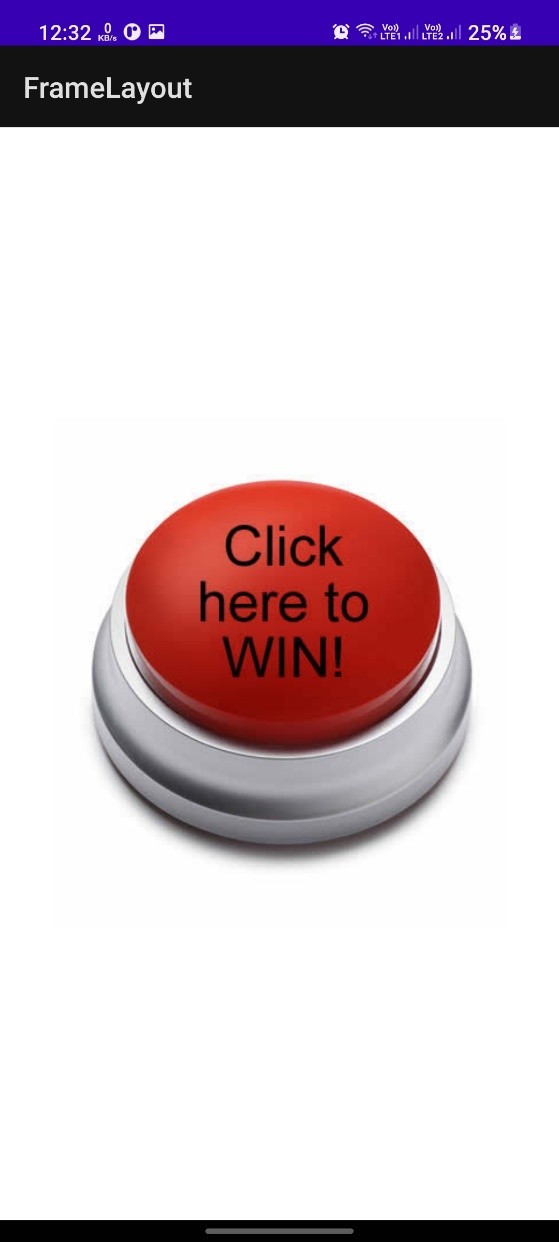 12:32 0 KB/s Vo)) LTE1 Vo)) LTE2 25%
FrameLayout
Click
here to
WIN!